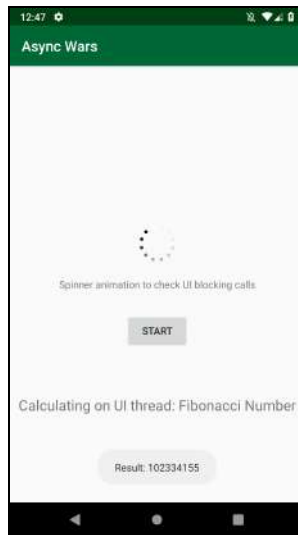 12:47
Async Wars
Spinner animation to check UI blocking calls
START
Calculating on UI thread: Fibonacci Number
Result: 102334155